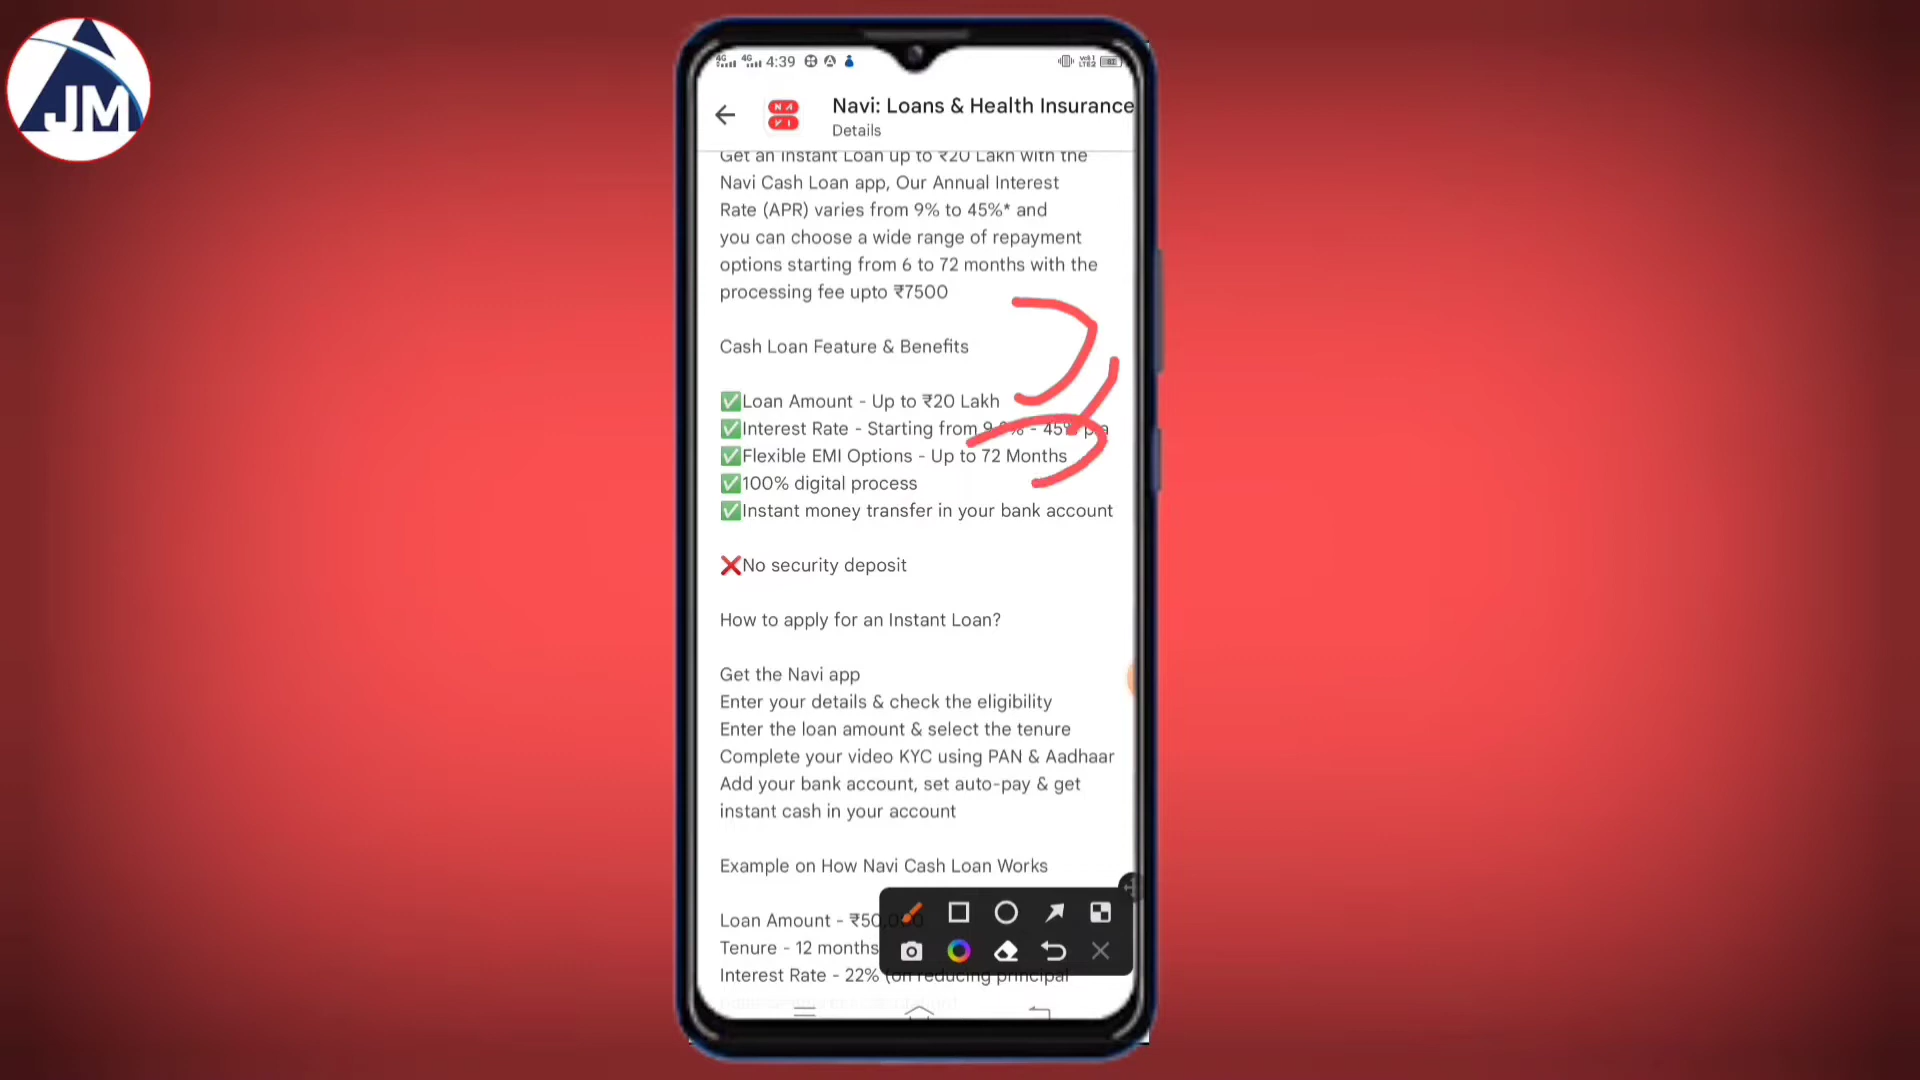 JM
4G 4G 4:39
Navi: Loans & Health Insurance
Details
Get an Instant Loan up to ₹20 Lakh with the
Navi Cash Loan app, Our Annual Interest
Rate (APR) varies from 9% to 45%* and
you can choose a wide range of repayment
options starting from 6 to 72 months with the
processing fee upto ₹7500
Cash Loan Feature & Benefits
✅Loan Amount - Up to ₹20 Lakh
✅Interest Rate - Starting from - 45%
✅Flexible EMI Options - Up to 72 Months
✅100% digital process
✅Instant money transfer in your bank account
❌No security deposit
How to apply for an Instant Loan?
Get the Navi app
Enter your details & check the eligibility
Enter the loan amount & select the tenure
Complete your video KYC using PAN & Aadhaar
Add your bank account, set auto-pay & get
instant cash in your account
Example on How Navi Cash Loan Works
Loan Amount - ₹50,000
Tenure - 12 months
Interest Rate - 22% (on reducing principal